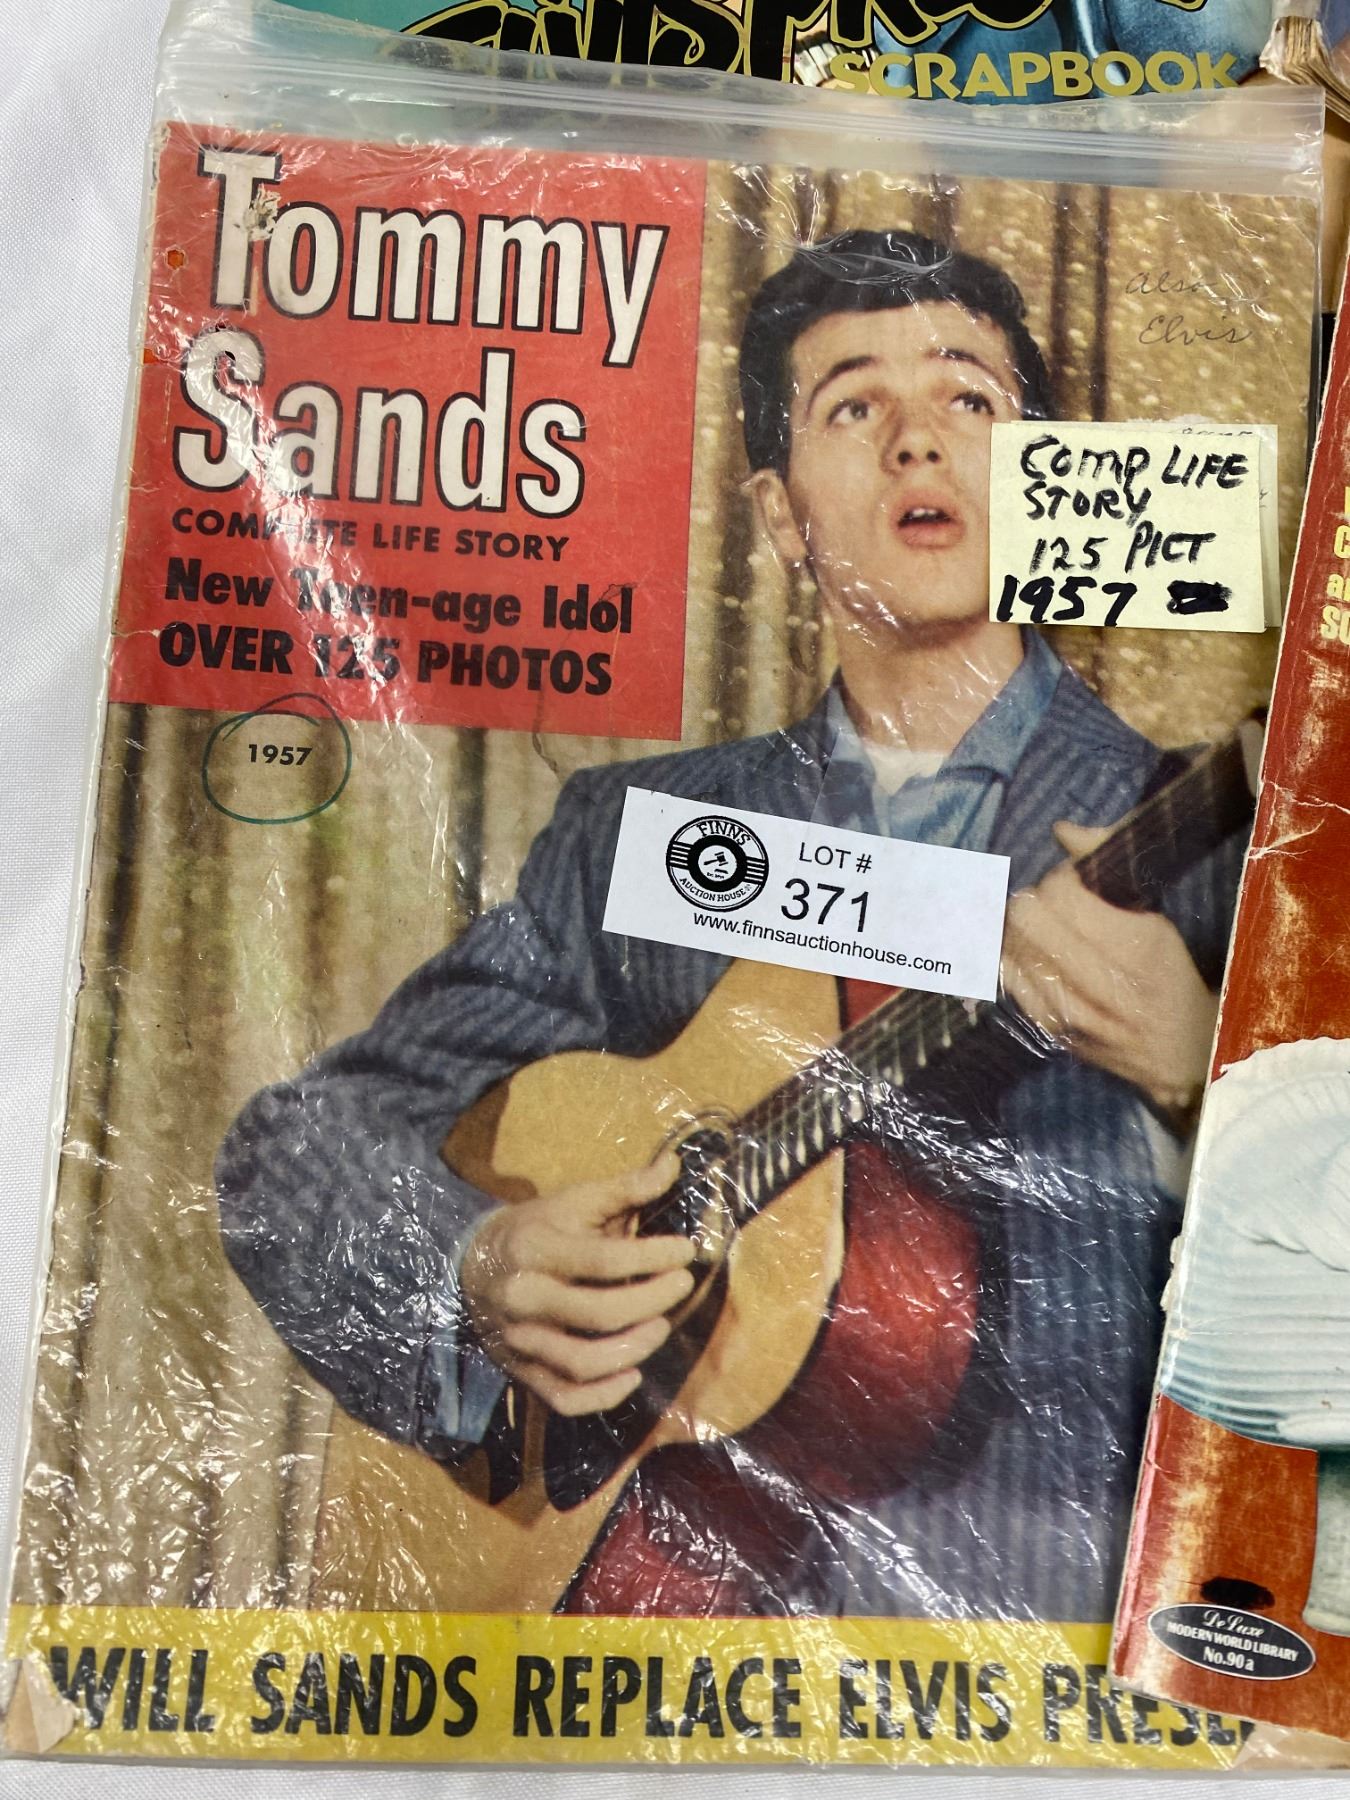 SCRAPBOOK
Tommy
Sands
COMPLETE LIFE STORY
New Teen-age Idol
OVER 125 PHOTOS
1957
Also
Elvis
COMP LIFE
STORY
125 PICT
1957
FINNS
AUCTION HOUSE
LOT #
371
www.finnsauctionhouse.com
WILL SANDS REPLACE ELVIS
De Luxe
MODERN WORLD LIBRARY
No.90a